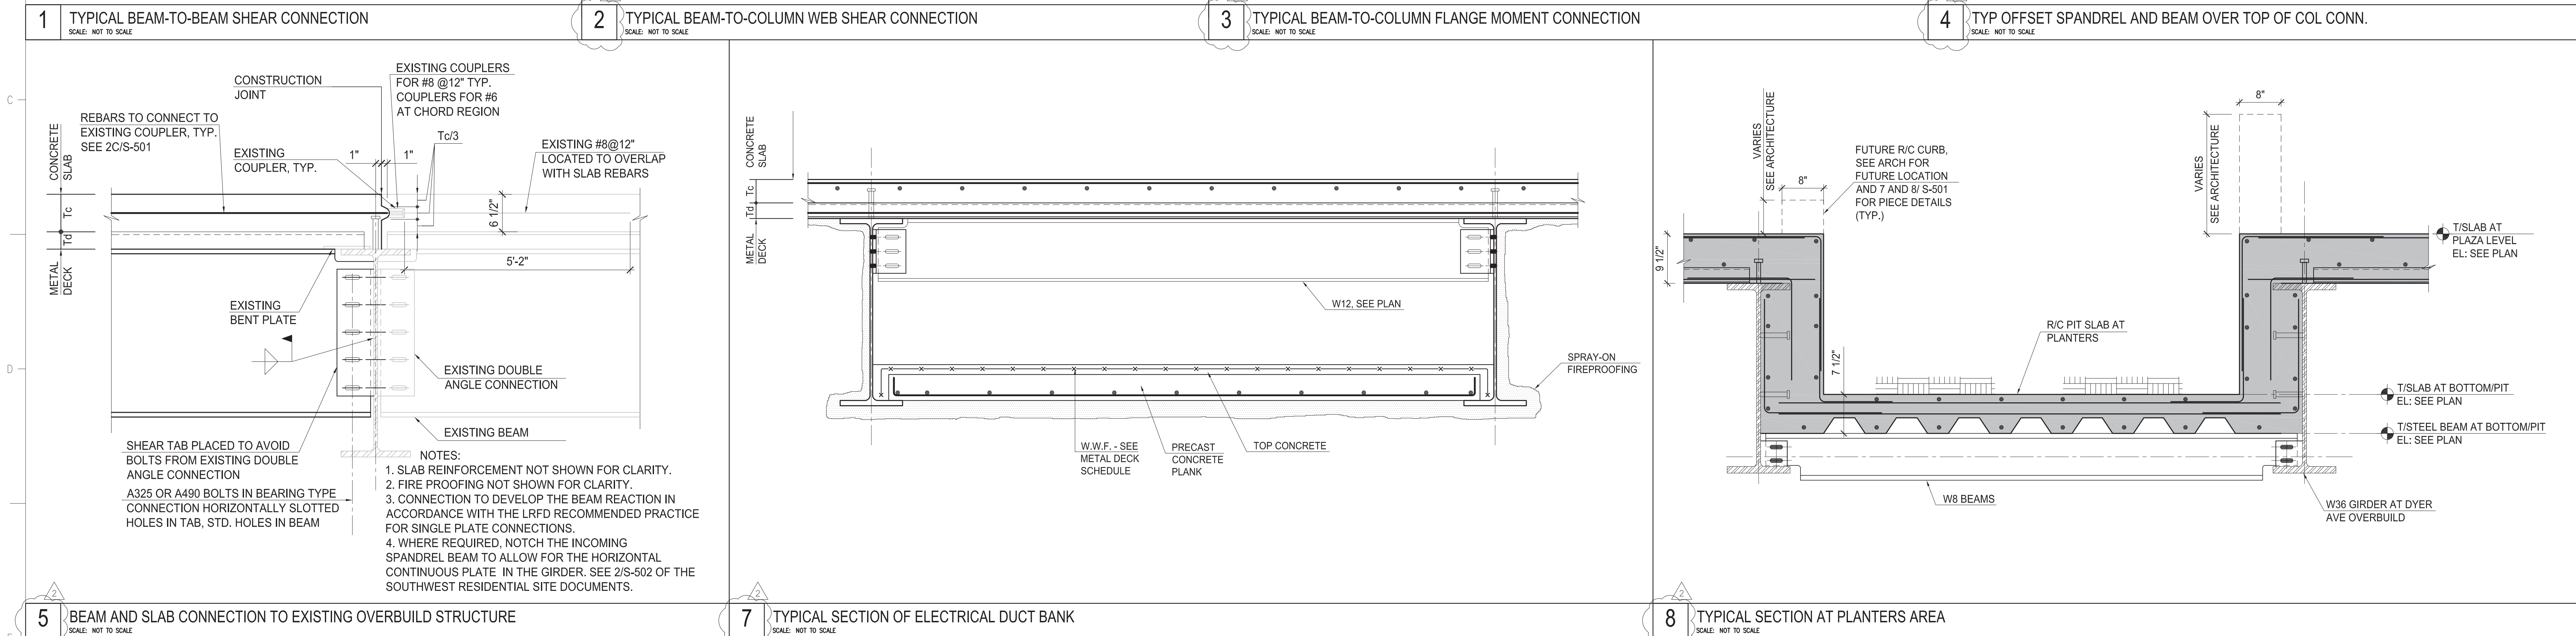 1
TYPICAL BEAM-TO-BEAM SHEAR CONNECTION
SCALE: NOT TO SCALE
2
TYPICAL BEAM-TO-COLUMN WEB SHEAR CONNECTION
SCALE: NOT TO SCALE
3
TYPICAL BEAM-TO-COLUMN FLANGE MOMENT CONNECTION
SCALE: NOT TO SCALE
4
TYP OFFSET SPANDREL AND BEAM OVER TOP OF COL CONN.
SCALE: NOT TO SCALE
C
D
CONSTRUCTION
JOINT
EXISTING COUPLERS
FOR #8 @12" TYP.
COUPLERS FOR #6
AT CHORD REGION
REBARS TO CONNECT TO
EXISTING COUPLER, TYP.
SEE 2C/S-501
EXISTING
COUPLER, TYP.
1"
1"
Tc/3
EXISTING #8@12"
LOCATED TO OVERLAP
WITH SLAB REBARS
CONCRETE
SLAB
Tc
Td
METAL
DECK
6 1/2"
5'-2"
EXISTING
BENT PLATE
EXISTING DOUBLE
ANGLE CONNECTION
EXISTING BEAM
SHEAR TAB PLACED TO AVOID
BOLTS FROM EXISTING DOUBLE
ANGLE CONNECTION
A325 OR A490 BOLTS IN BEARING TYPE
CONNECTION HORIZONTALLY SLOTTED
HOLES IN TAB, STD. HOLES IN BEAM
NOTES:
1. SLAB REINFORCEMENT NOT SHOWN FOR CLARITY.
2. FIRE PROOFING NOT SHOWN FOR CLARITY.
3. CONNECTION TO DEVELOP THE BEAM REACTION IN
ACCORDANCE WITH THE LRFD RECOMMENDED PRACTICE
FOR SINGLE PLATE CONNECTIONS.
4. WHERE REQUIRED, NOTCH THE INCOMING
SPANDREL BEAM TO ALLOW FOR THE HORIZONTAL
CONTINUOUS PLATE IN THE GIRDER. SEE 2/S-502 OF THE
SOUTHWEST RESIDENTIAL SITE DOCUMENTS.
2
5
BEAM AND SLAB CONNECTION TO EXISTING OVERBUILD STRUCTURE
SCALE: NOT TO SCALE
CONCRETE
SLAB
Tc
Td
METAL
DECK
W12, SEE PLAN
SPRAY-ON
FIREPROOFING
W.W.F. - SEE
METAL DECK
SCHEDULE
PRECAST
CONCRETE
PLANK
TOP CONCRETE
2
7
TYPICAL SECTION OF ELECTRICAL DUCT BANK
SCALE: NOT TO SCALE
VARIES
SEE ARCHITECTURE
8"
FUTURE R/C CURB,
SEE ARCH FOR
FUTURE LOCATION
AND 7 AND 8/ S-501
FOR PIECE DETAILS
(TYP.)
8"
VARIES
SEE ARCHITECTURE
9 1/2"
7 1/2"
R/C PIT SLAB AT
PLANTERS
T/SLAB AT
PLAZA LEVEL
EL: SEE PLAN
T/SLAB AT BOTTOM/PIT
EL: SEE PLAN
T/STEEL BEAM AT BOTTOM/PIT
EL: SEE PLAN
W8 BEAMS
W36 GIRDER AT DYER
AVE OVERBUILD
2
8
TYPICAL SECTION AT PLANTERS AREA
SCALE: NOT TO SCALE